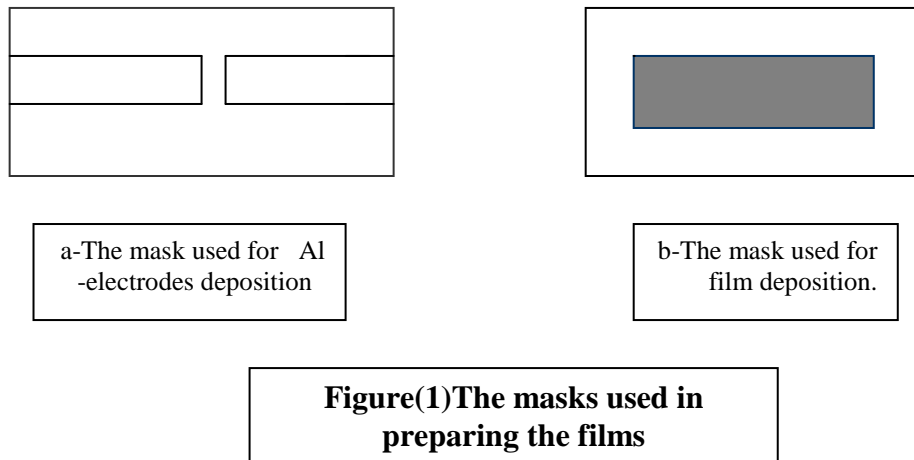 a-The mask used for Al
-electrodes deposition
b-The mask used for
film deposition.
Figure(1)The masks used in
preparing the films